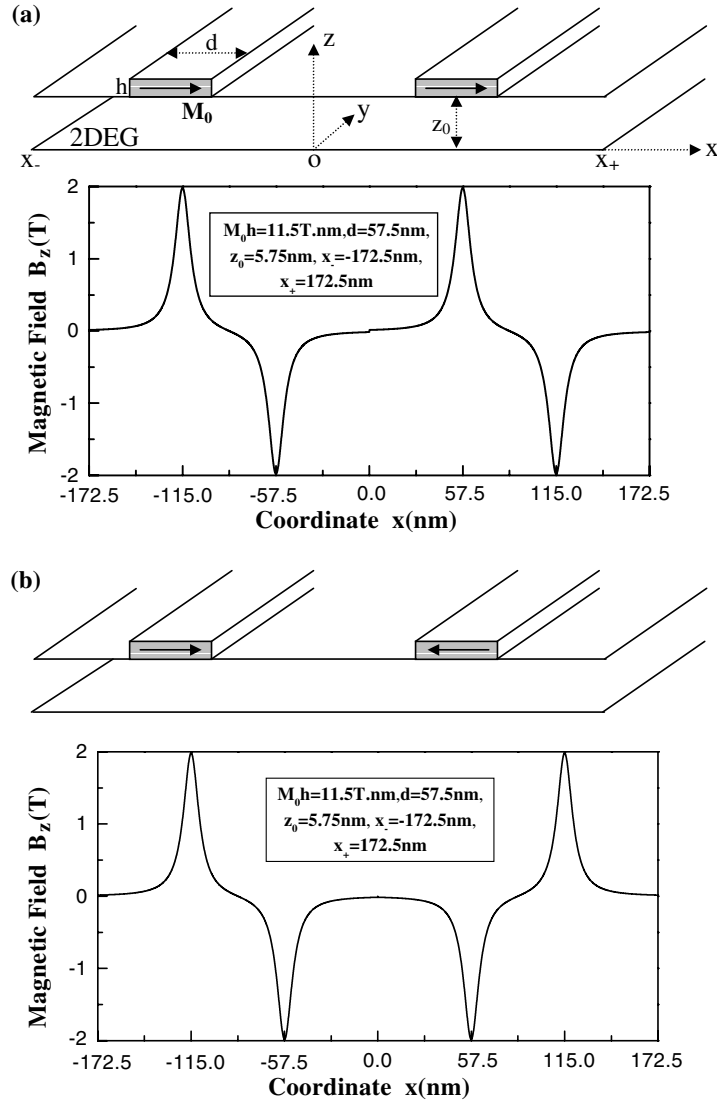 (a)
z
d
h
M₀
y
z₀
2DEG
x₋
o
x₊
x
Magnetic Field B_z(T)
2
1
0
-1
-2
M₀h=11.5T.nm,d=57.5nm,
z₀=5.75nm, x₋=-172.5nm,
x₊=172.5nm
-172.5 -115.0 -57.5 0.0 57.5 115.0 172.5
Coordinate x(nm)
(b)
Magnetic Field B_z(T)
2
1
0
-1
-2
M₀h=11.5T.nm,d=57.5nm,
z₀=5.75nm, x₋=-172.5nm,
x₊=172.5nm
-172.5 -115.0 -57.5 0.0 57.5 115.0 172.5
Coordinate x(nm)